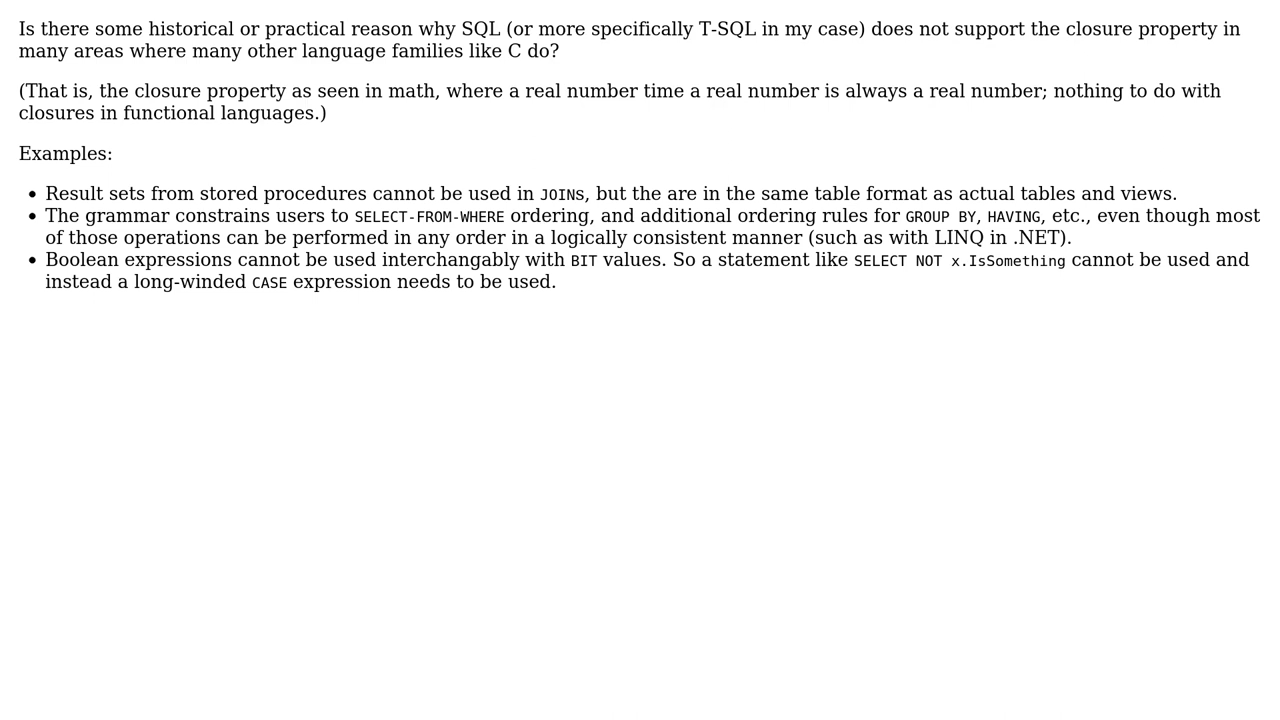 Is there some historical or practical reason why SQL (or more specifically T-SQL in my case) does not support the closure property in
many areas where many other language families like C do?
(That is, the closure property as seen in math, where a real number time a real number is always a real number; nothing to do with
closures in functional languages.)
Examples:
• Result sets from stored procedures cannot be used in JOINs, but the are in the same table format as actual tables and views.
• The grammar constrains users to SELECT-FROM-WHERE ordering, and additional ordering rules for GROUP BY, HAVING, etc., even though most
of those operations can be performed in any order in a logically consistent manner (such as with LINQ in .NET).
• Boolean expressions cannot be used interchangably with BIT values. So a statement like SELECT NOT x.IsSomething cannot be used and
instead a long-winded CASE expression needs to be used.